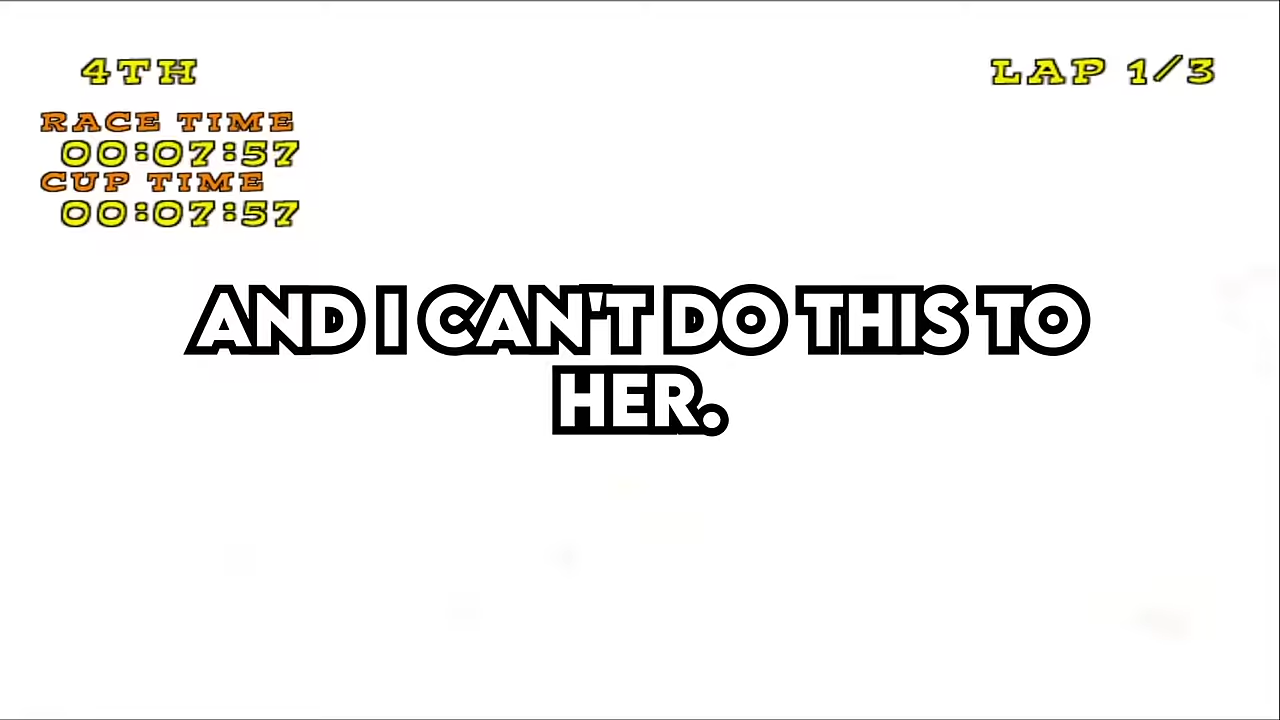 4TH
LAP 1/3
RACE TIME
00:07:57
CUP TIME
00:07:57
AND I CAN'T DO THIS TO
HER.